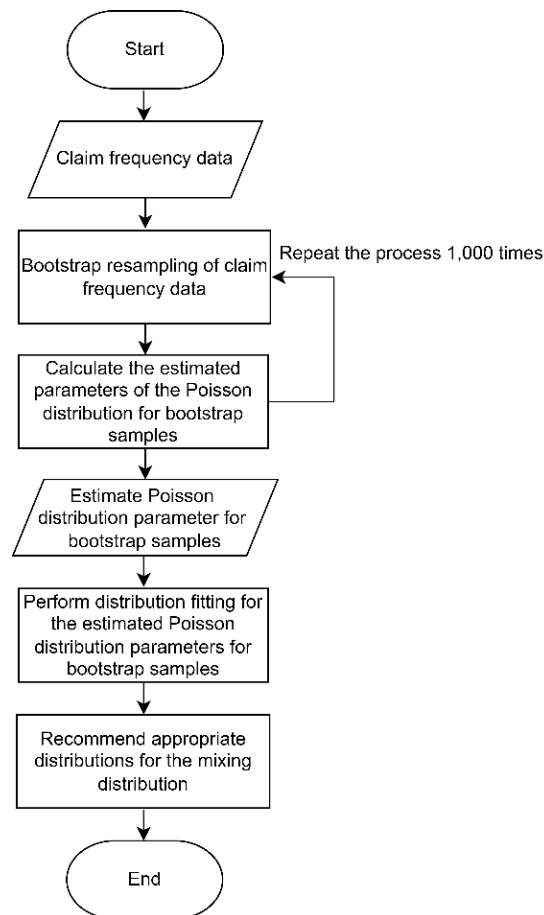 Start
Claim frequency data
Bootstrap resampling of claim
frequency data
Repeat the process 1,000 times
Calculate the estimated
parameters of the Poisson
distribution for bootstrap
samples
Estimate Poisson
distribution parameter for
bootstrap samples
Perform distribution fitting for
the estimated Poisson
distribution parameters for
bootstrap samples
Recommend appropriate
distributions for the mixing
distribution
End